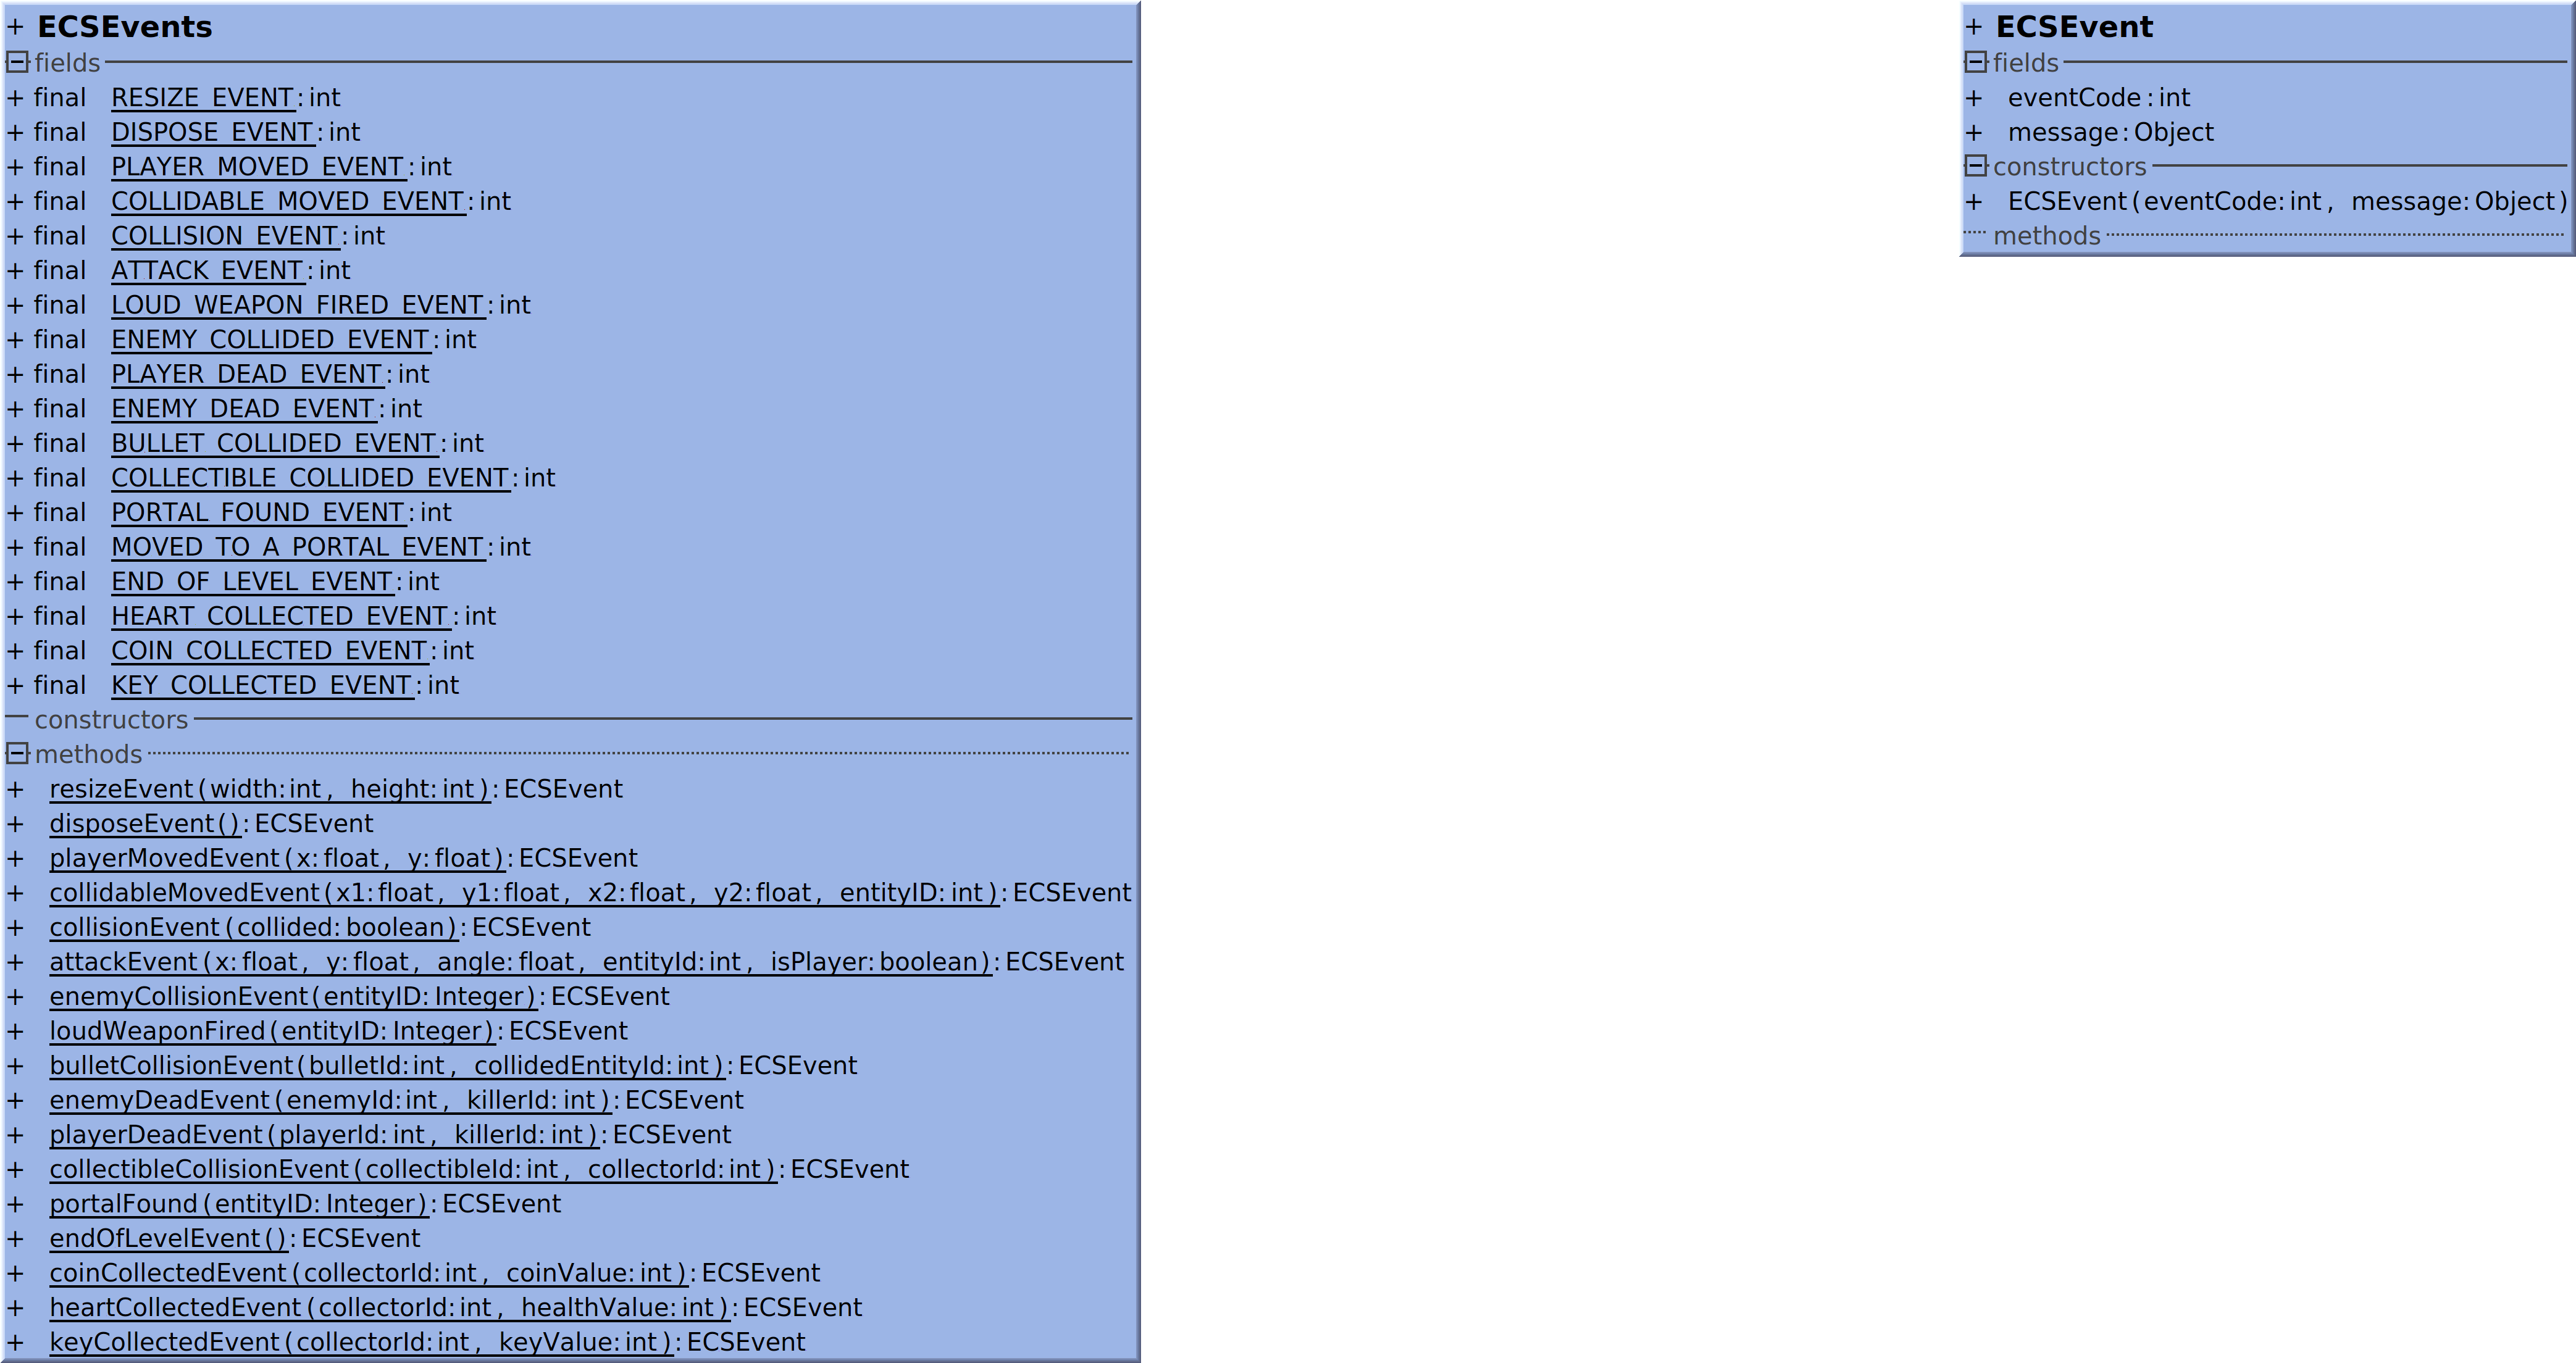 + ECSEvents
fields
+ final RESIZE_EVENT: int
+ final DISPOSE_EVENT: int
+ final PLAYER_MOVED_EVENT: int
+ final COLLIDABLE_MOVED_EVENT: int
+ final COLLISION_EVENT: int
+ final ATTACK_EVENT: int
+ final LOUD_WEAPON_FIRED_EVENT: int
+ final ENEMY_COLLIDED_EVENT: int
+ final PLAYER_DEAD_EVENT: int
+ final ENEMY_DEAD_EVENT: int
+ final BULLET_COLLIDED_EVENT: int
+ final COLLECTIBLE_COLLIDED_EVENT: int
+ final PORTAL_FOUND_EVENT: int
+ final MOVED_TO_A_PORTAL_EVENT: int
+ final END_OF_LEVEL_EVENT: int
+ final HEART_COLLECTED_EVENT: int
+ final COIN_COLLECTED_EVENT: int
+ final KEY_COLLECTED_EVENT: int
constructors
methods
+ resizeEvent(width: int, height: int): ECSEvent
+ disposeEvent(): ECSEvent
+ playerMovedEvent(x: float, y: float): ECSEvent
+ collidableMovedEvent(x1: float, y1: float, x2: float, y2: float, entityID: int): ECSEvent
+ collisionEvent(collided: boolean): ECSEvent
+ attackEvent(x: float, y: float, angle: float, entityId: int, isPlayer: boolean): ECSEvent
+ enemyCollisionEvent(entityID: Integer): ECSEvent
+ loudWeaponFired(entityID: Integer): ECSEvent
+ bulletCollisionEvent(bulletId: int, collidedEntityId: int): ECSEvent
+ enemyDeadEvent(enemyId: int, killerId: int): ECSEvent
+ playerDeadEvent(playerId: int, killerId: int): ECSEvent
+ collectibleCollisionEvent(collectibleId: int, collectorId: int): ECSEvent
+ portalFound(entityID: Integer): ECSEvent
+ endOfLevelEvent(): ECSEvent
+ coinCollectedEvent(collectorId: int, coinValue: int): ECSEvent
+ heartCollectedEvent(collectorId: int, healthValue: int): ECSEvent
+ keyCollectedEvent(collectorId: int, keyValue: int): ECSEvent
+ ECSEvent
fields
+ eventCode: int
+ message: Object
constructors
+ ECSEvent(eventCode: int, message: Object)
methods